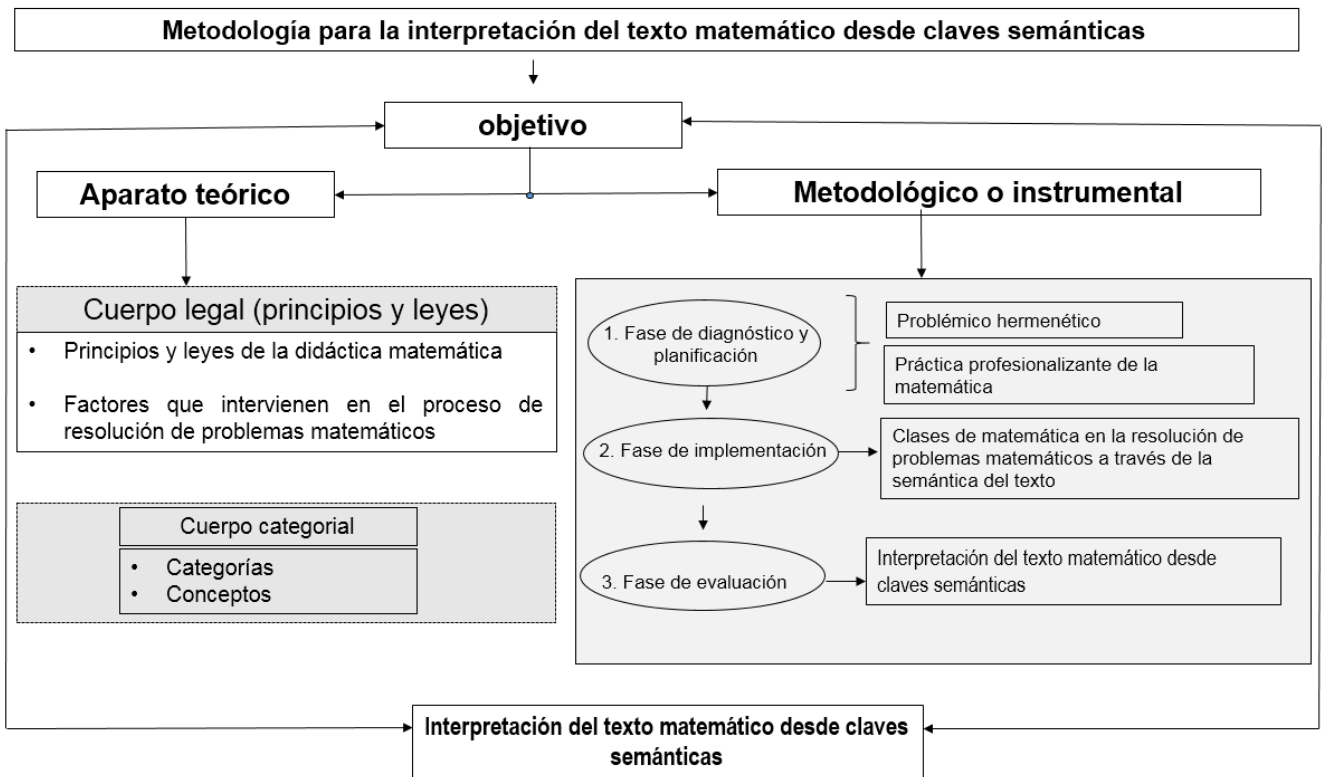 Metodología para la interpretación del texto matemático desde claves semánticas
objetivo
Aparato teórico
Metodológico o instrumental
Cuerpo legal (principios y leyes)
• Principios y leyes de la didáctica matemática
• Factores que intervienen en el proceso de
resolución de problemas matemáticos
Cuerpo categorial
• Categorías
• Conceptos
1. Fase de diagnóstico y
planificación
Problémico hermenético
Práctica profesionalizante de la
matemática
2. Fase de implementación
Clases de matemática en la resolución de
problemas matemáticos a través de la
semántica del texto
3. Fase de evaluación
Interpretación del texto matemático desde
claves semánticas
Interpretación del texto matemático desde claves
semánticas